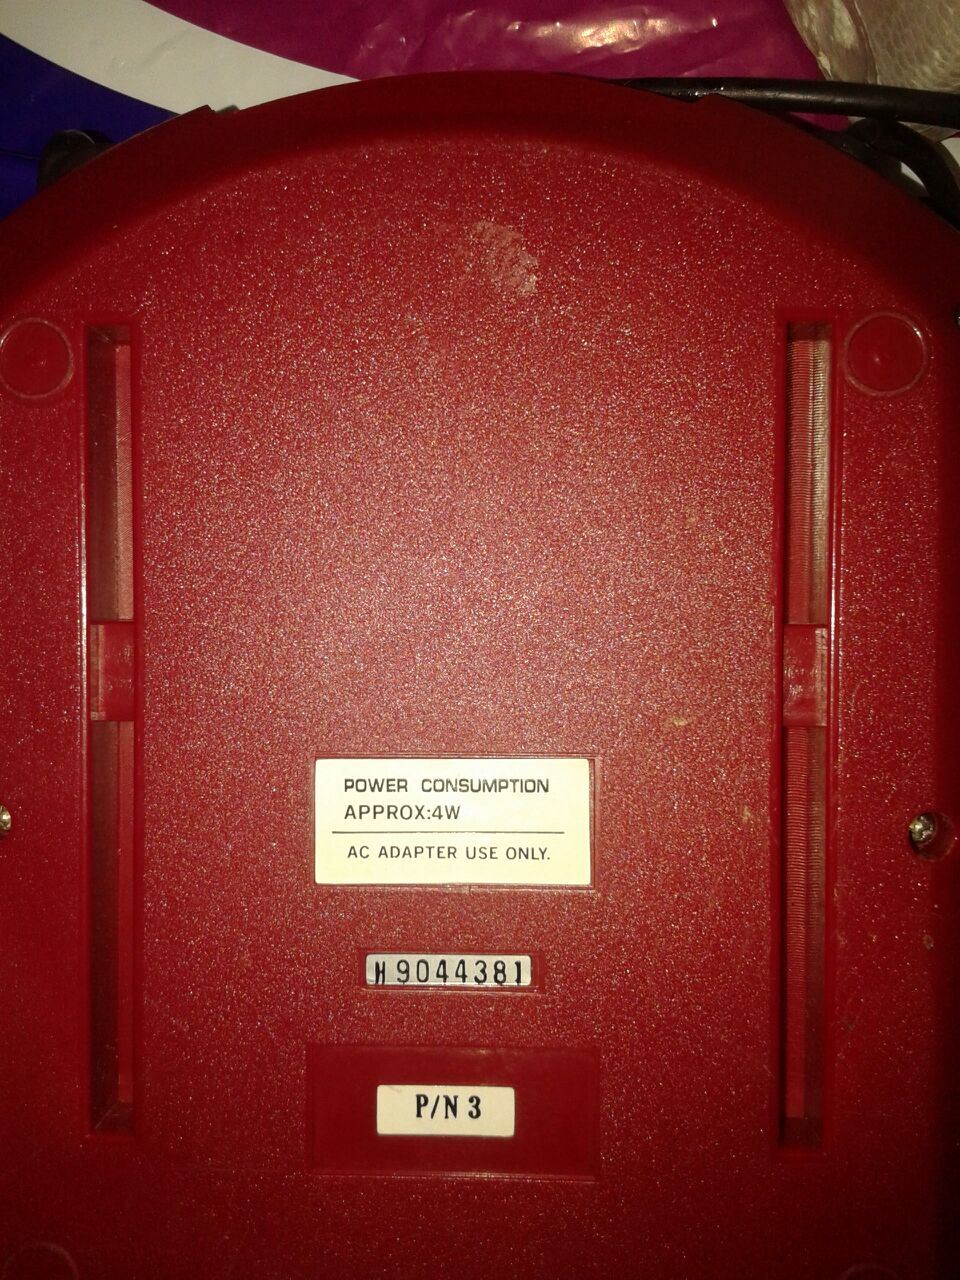 POWER CONSUMPTION
APPROX:4W
AC ADAPTER USE ONLY.
H9044381
P/N 3